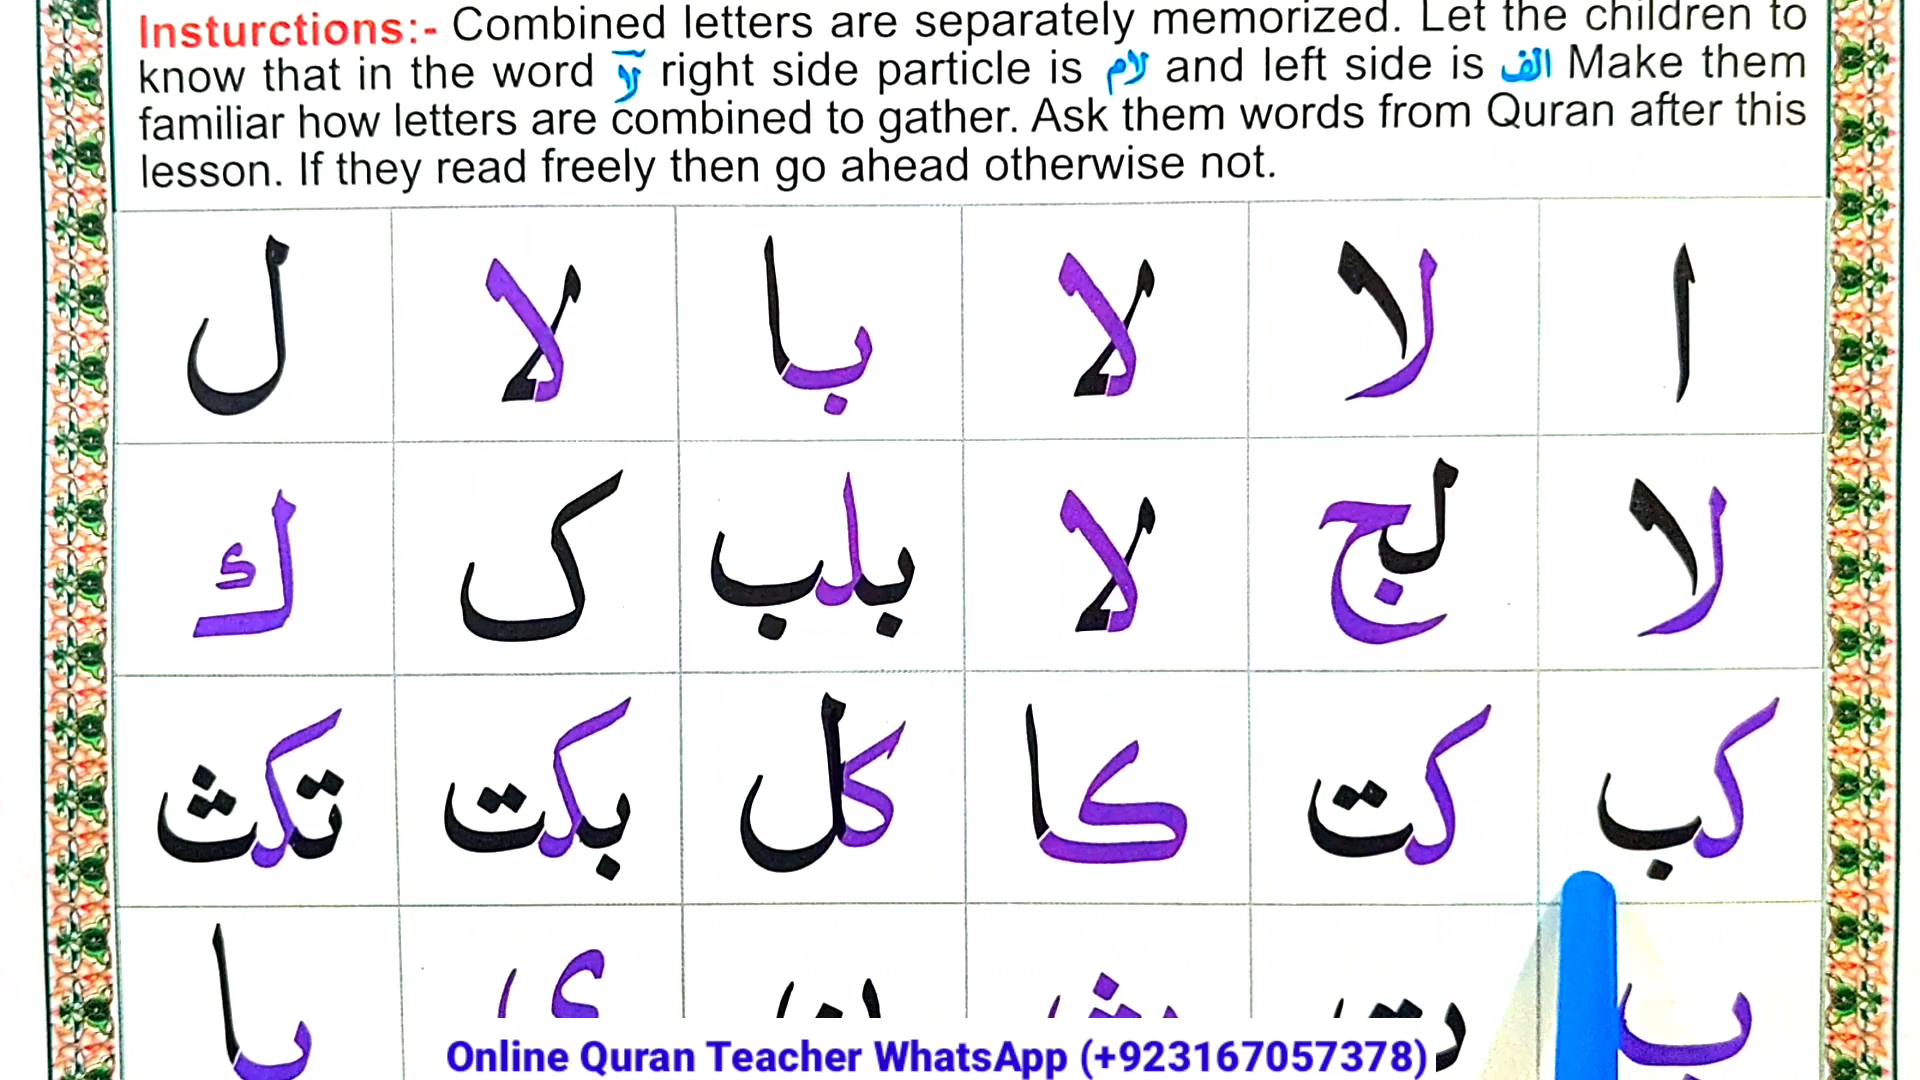 Insturctions:- Combined letters are separately memorized. Let the children to
know that in the word لآ right side particle is لام and left side is الف Make them
familiar how letters are combined to gather. Ask them words from Quran after this
lesson. If they read freely then go ahead otherwise not.
ا لا لا با لا ل
لا لج لا بلب ک ك
کب کت كا کل بکت تکث
Online Quran Teacher WhatsApp (+923167057378)